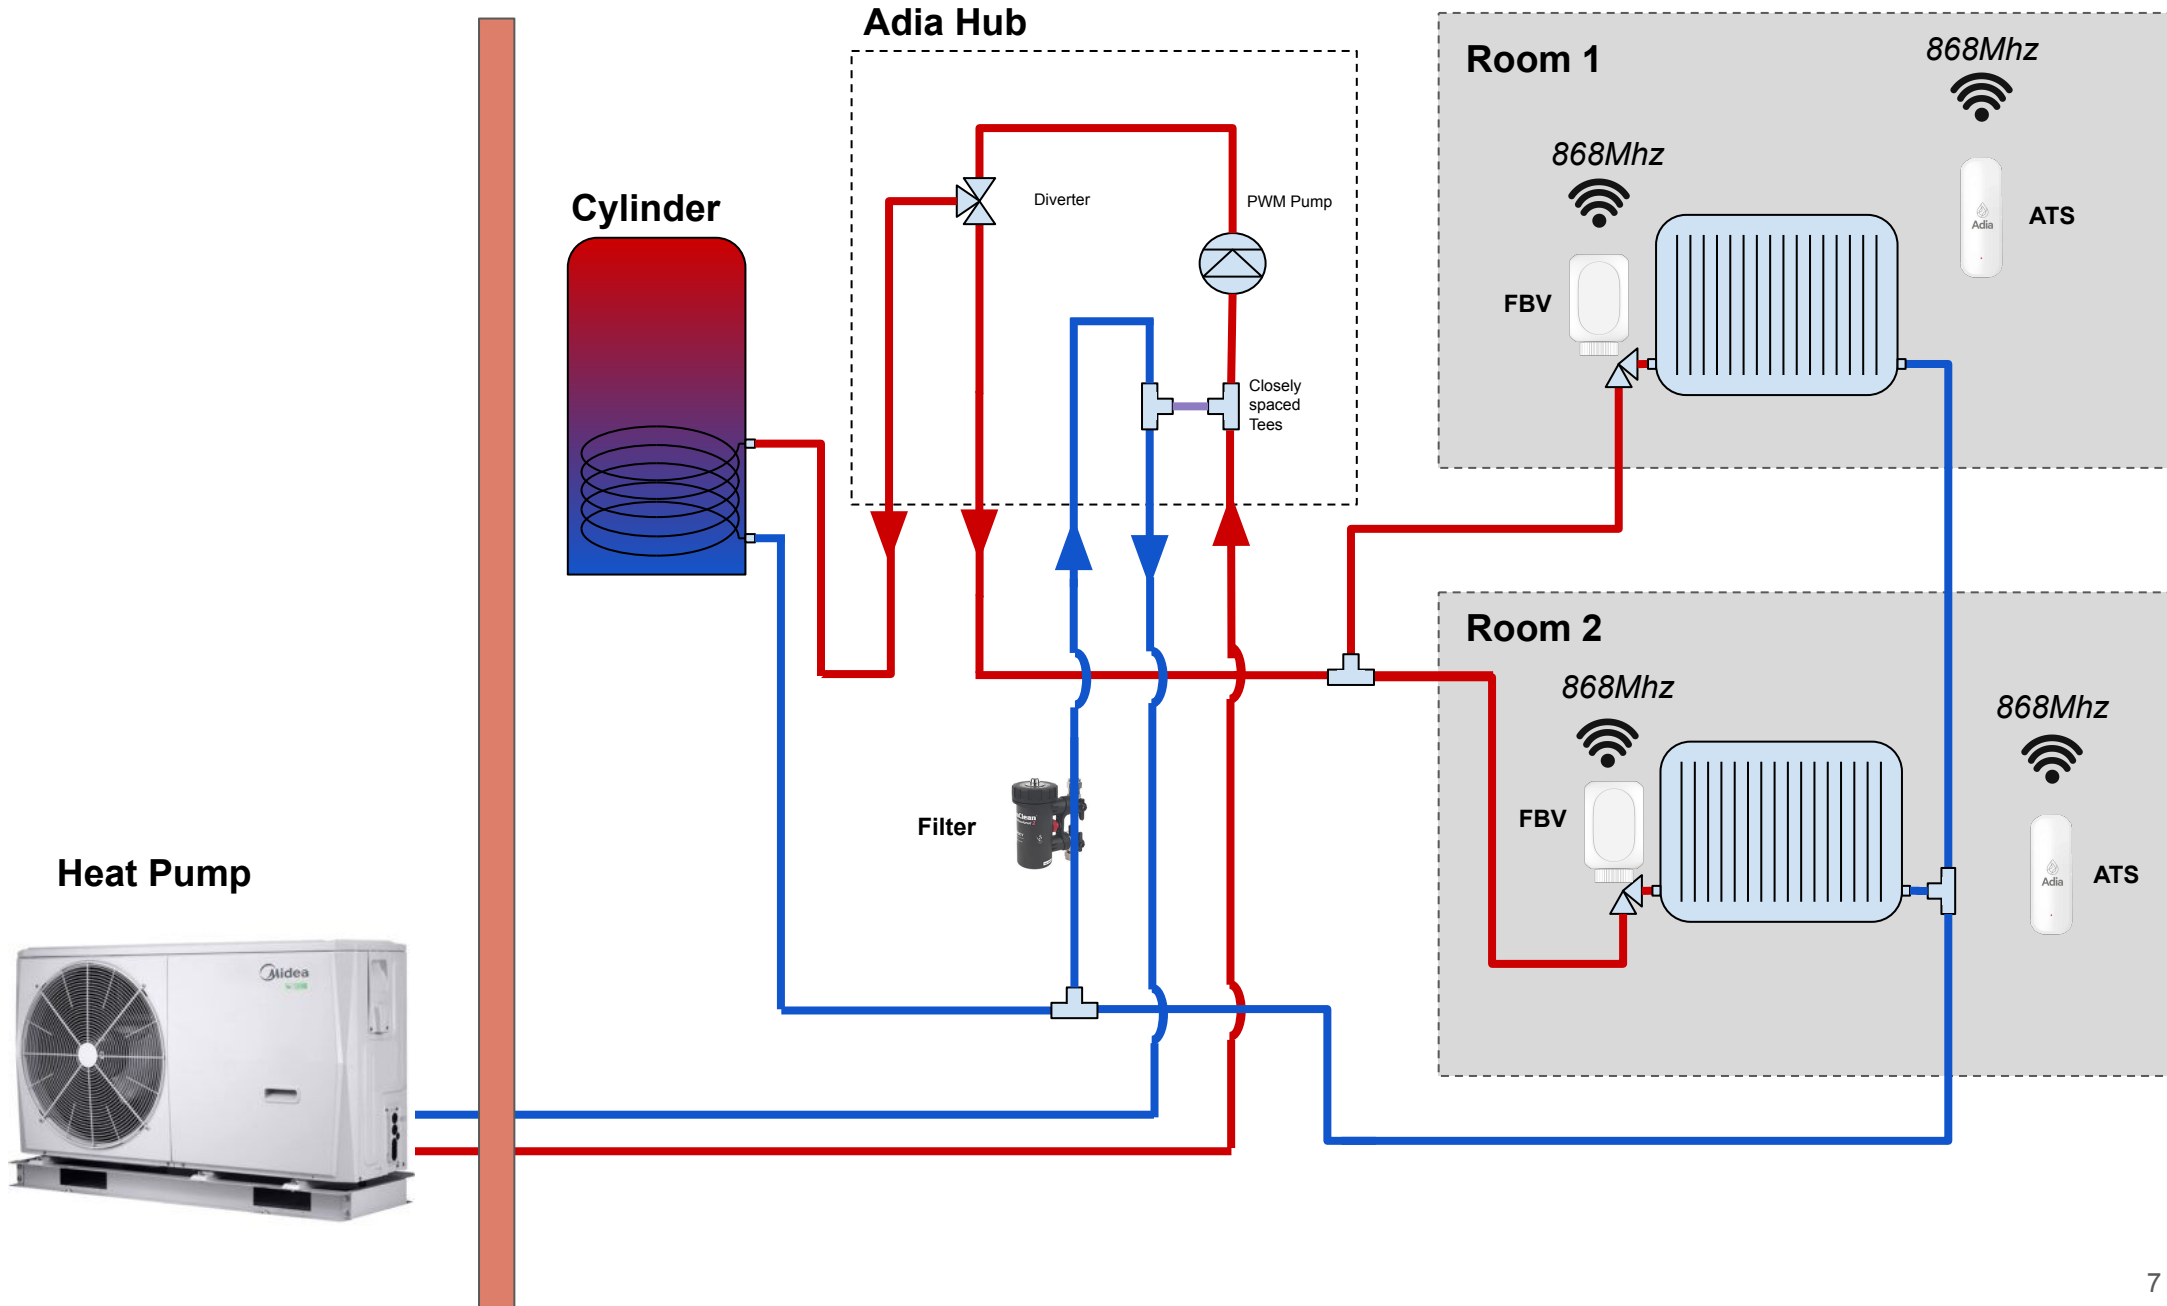 Adia Hub
Room 1
868Mhz
868Mhz
Adia
ATS
FBV
Cylinder
Diverter
PWM Pump
Closely
spaced
Tees
Room 2
868Mhz
868Mhz
FBV
Adia
ATS
Filter
Heat Pump
Midea
7